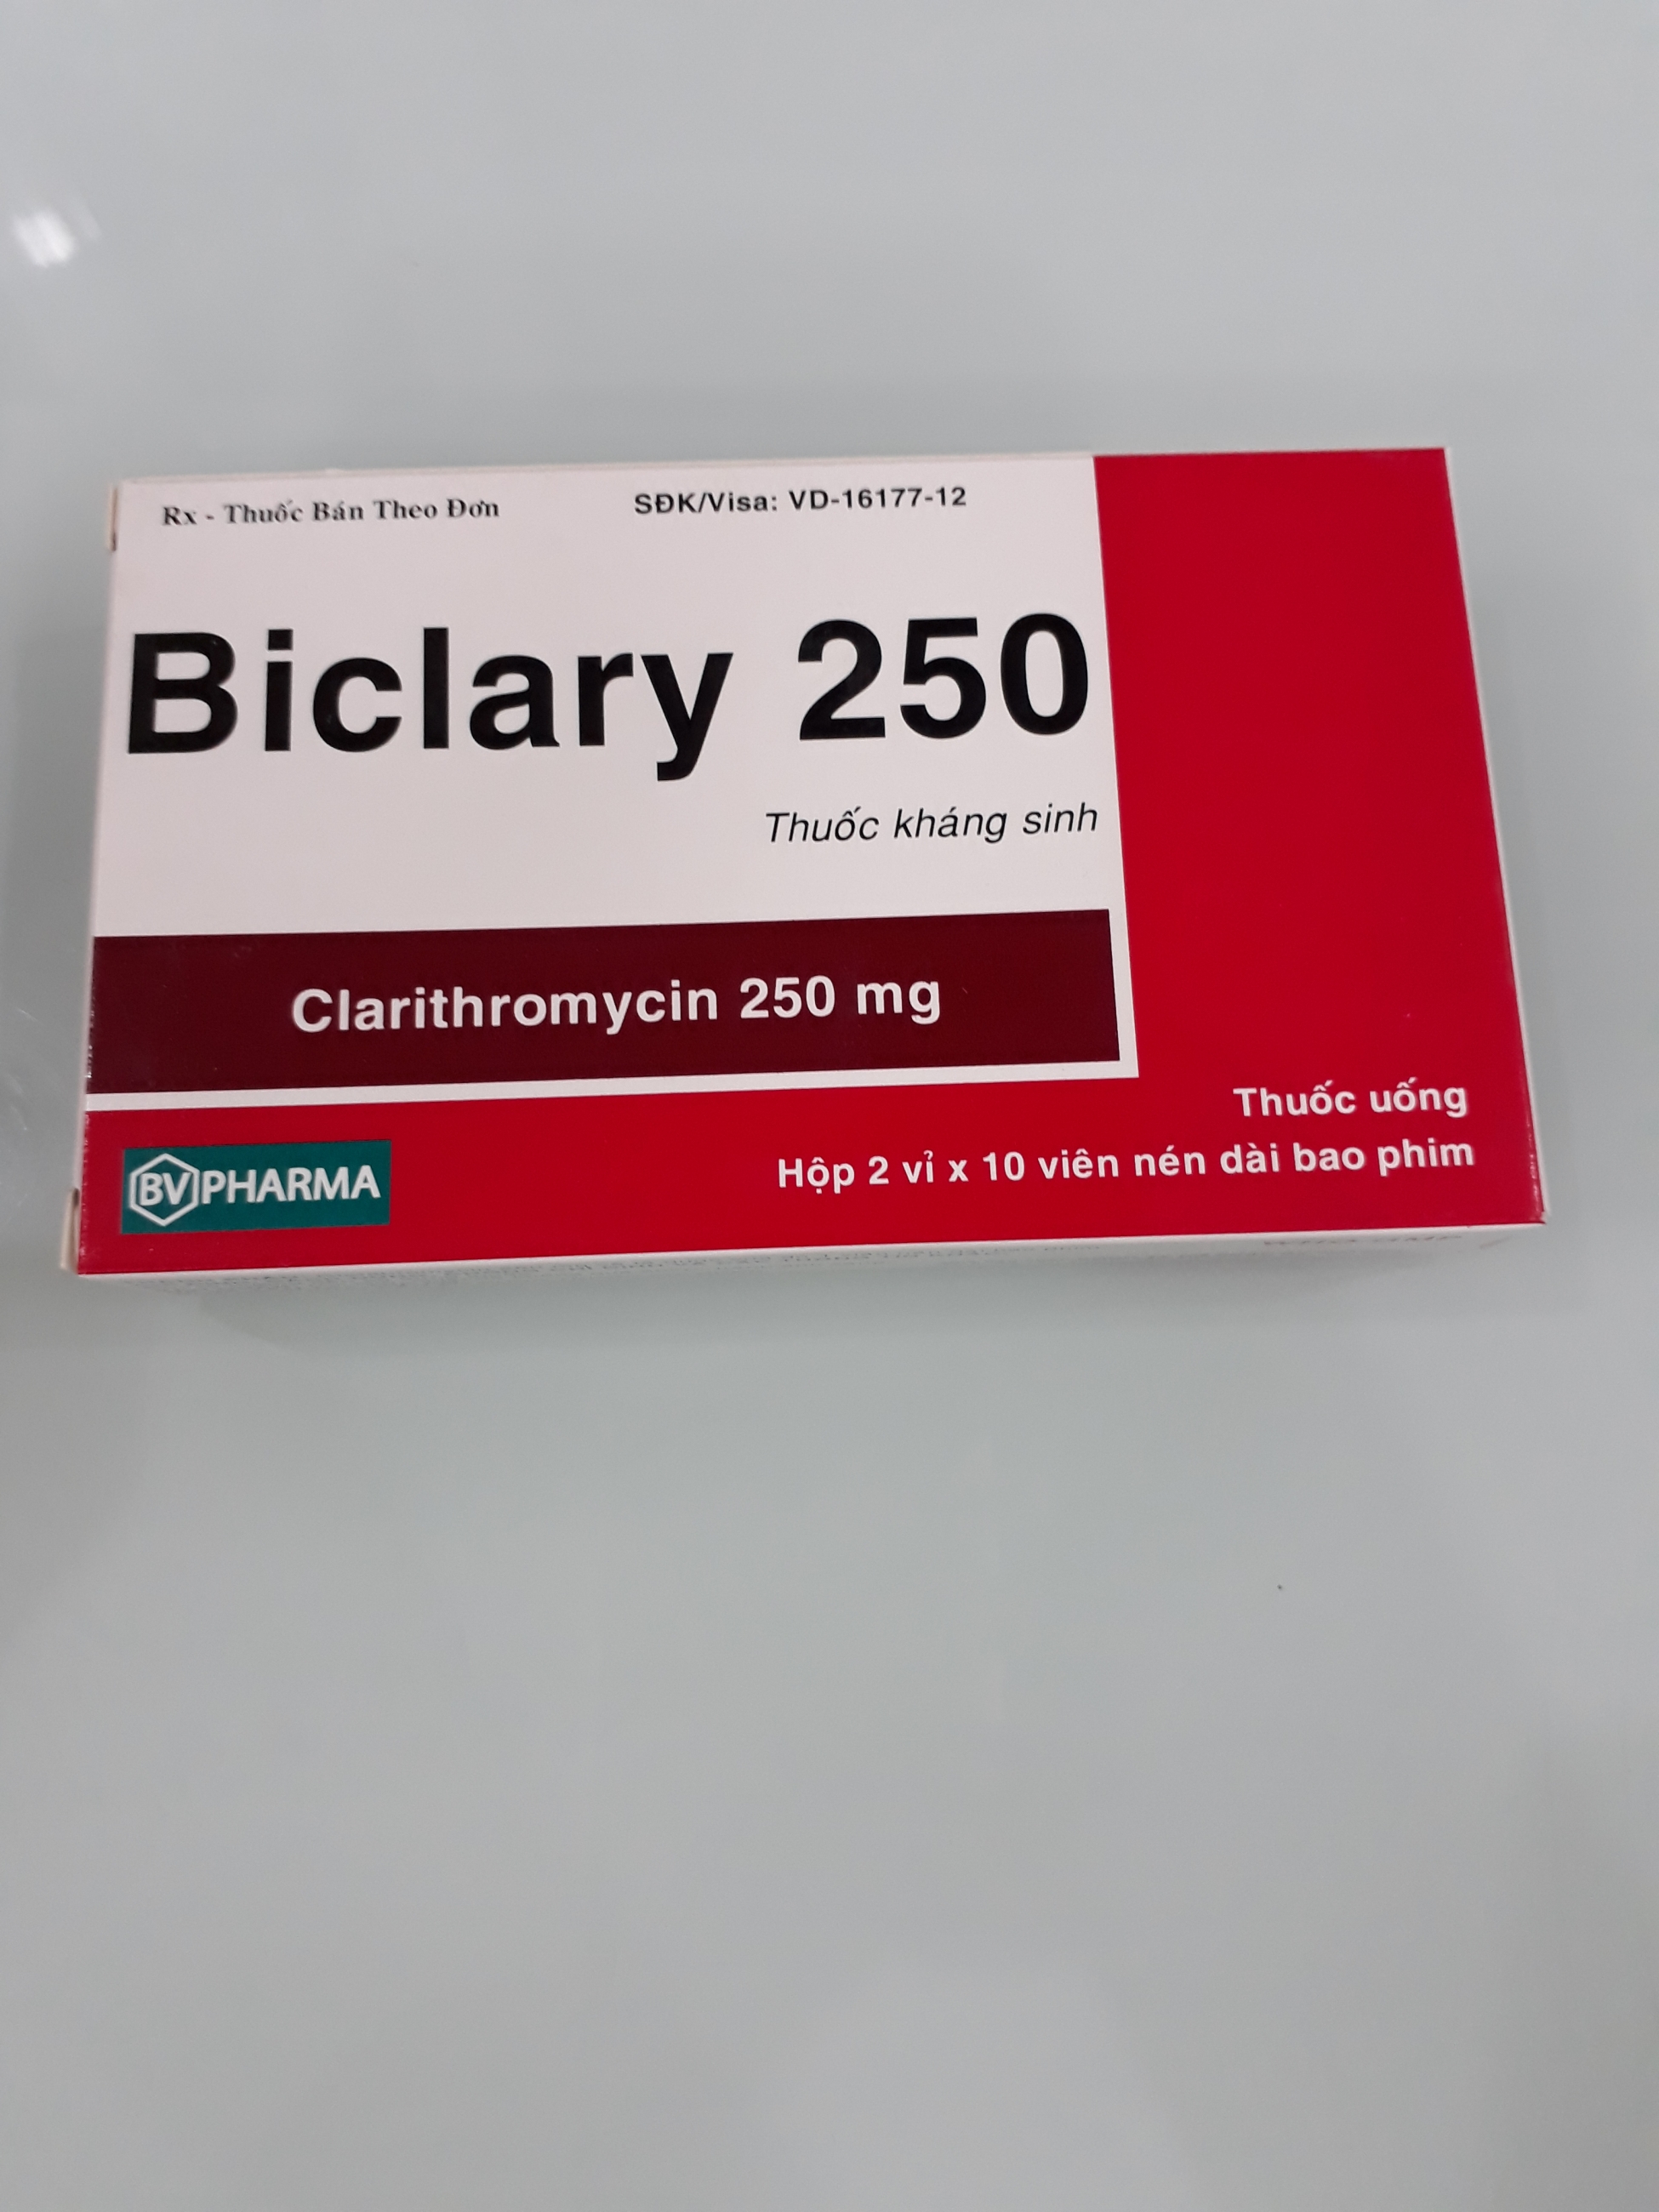 Rx - Thuốc Bán Theo Đơn
SĐK/Visa: VD-16177-12
Biclary 250
Thuốc kháng sinh
Clarithromycin 250 mg
BVPHARMA
Thuốc uống
Hộp 2 vỉ x 10 viên nén dài bao phim